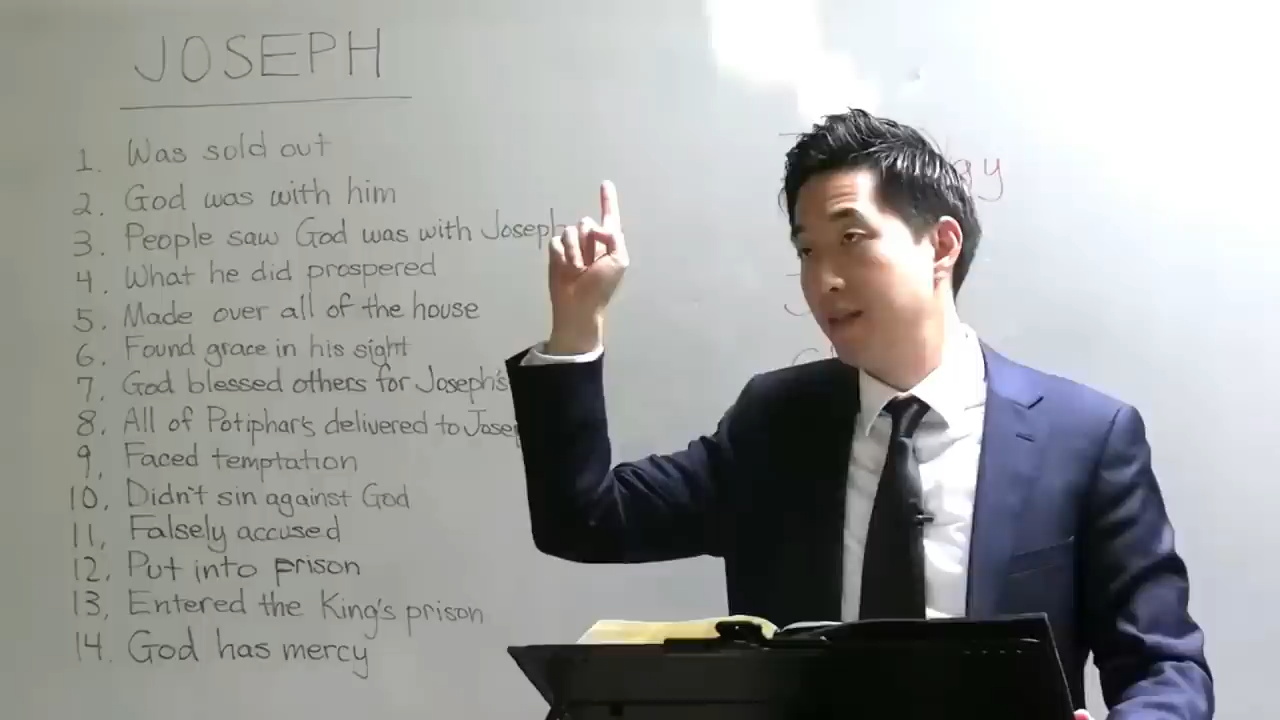 JOSEPH
1. Was sold out
2. God was with him
3. People saw God was with Joseph
4. What he did prospered
5. Made over all of the house
6. Found grace in his sight
7. God blessed others for Joseph's
8. All of Potiphar's delivered to
9. Faced temptation
10. Didn't sin against God
11. Falsely accused
12. Put into prison
13. Entered the King's prison
14. God has mercy